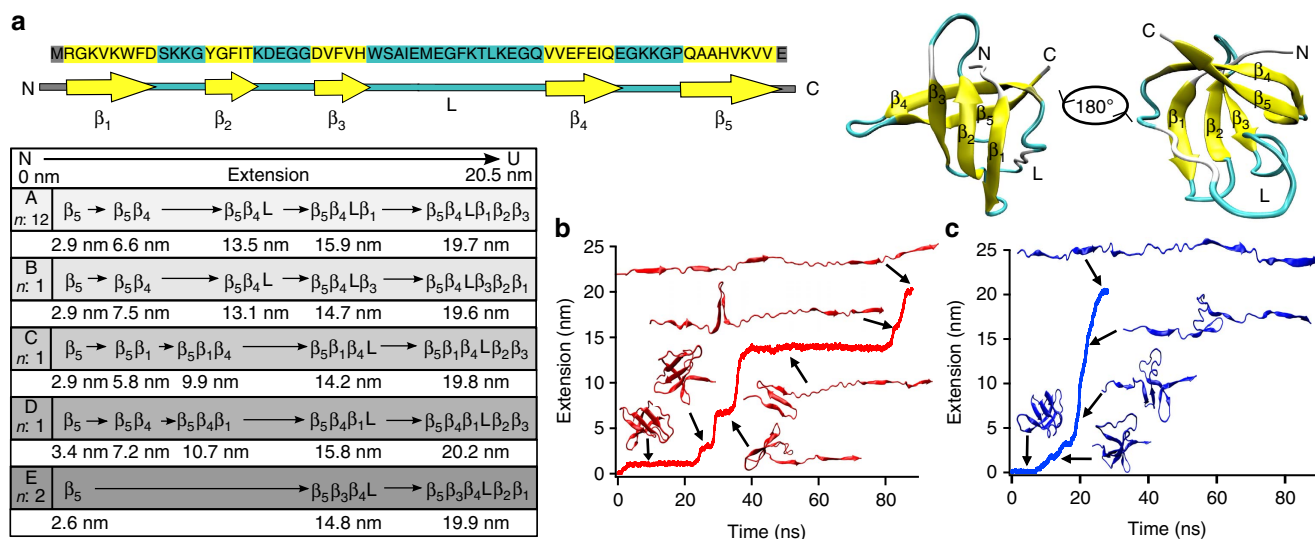 a
MRGKVKWFDSKKGYGFITKDEGGDVFVHWSAIEMEGFKTLKEGQVVEFEIQEGKKGPQAAHVKVVE
N C
β1 β2 β3 L β4 β5
N U
0 nm Extension 20.5 nm
A
n: 12
β5 → β5β4 → β5β4L → β5β4Lβ1 → β5β4Lβ1β2β3
2.9 nm 6.6 nm 13.5 nm 15.9 nm 19.7 nm
B
n: 1
β5 → β5β4 → β5β4L → β5β4Lβ3 → β5β4Lβ3β2β1
2.9 nm 7.5 nm 13.1 nm 14.7 nm 19.6 nm
C
n: 1
β5 → β5β1 → β5β1β4 → β5β1β4L → β5β1β4Lβ2β3
2.9 nm 5.8 nm 9.9 nm 14.2 nm 19.8 nm
D
n: 1
β5 → β5β4 → β5β4β1 → β5β4β1L → β5β4β1Lβ2β3
3.4 nm 7.2 nm 10.7 nm 15.8 nm 20.2 nm
E
n: 2
β5 → β5β3β4L → β5β3β4Lβ2β1
2.6 nm 14.8 nm 19.9 nm
N C
β4 β3 β5
β2 β1
L
180°
C N
β4
β5
β1 β2 β3
L
b
25
20
15
10
5
0
Extension (nm)
0 20 40 60 80
Time (ns)
c
25
20
15
10
5
0
Extension (nm)
0 20 40 60 80
Time (ns)